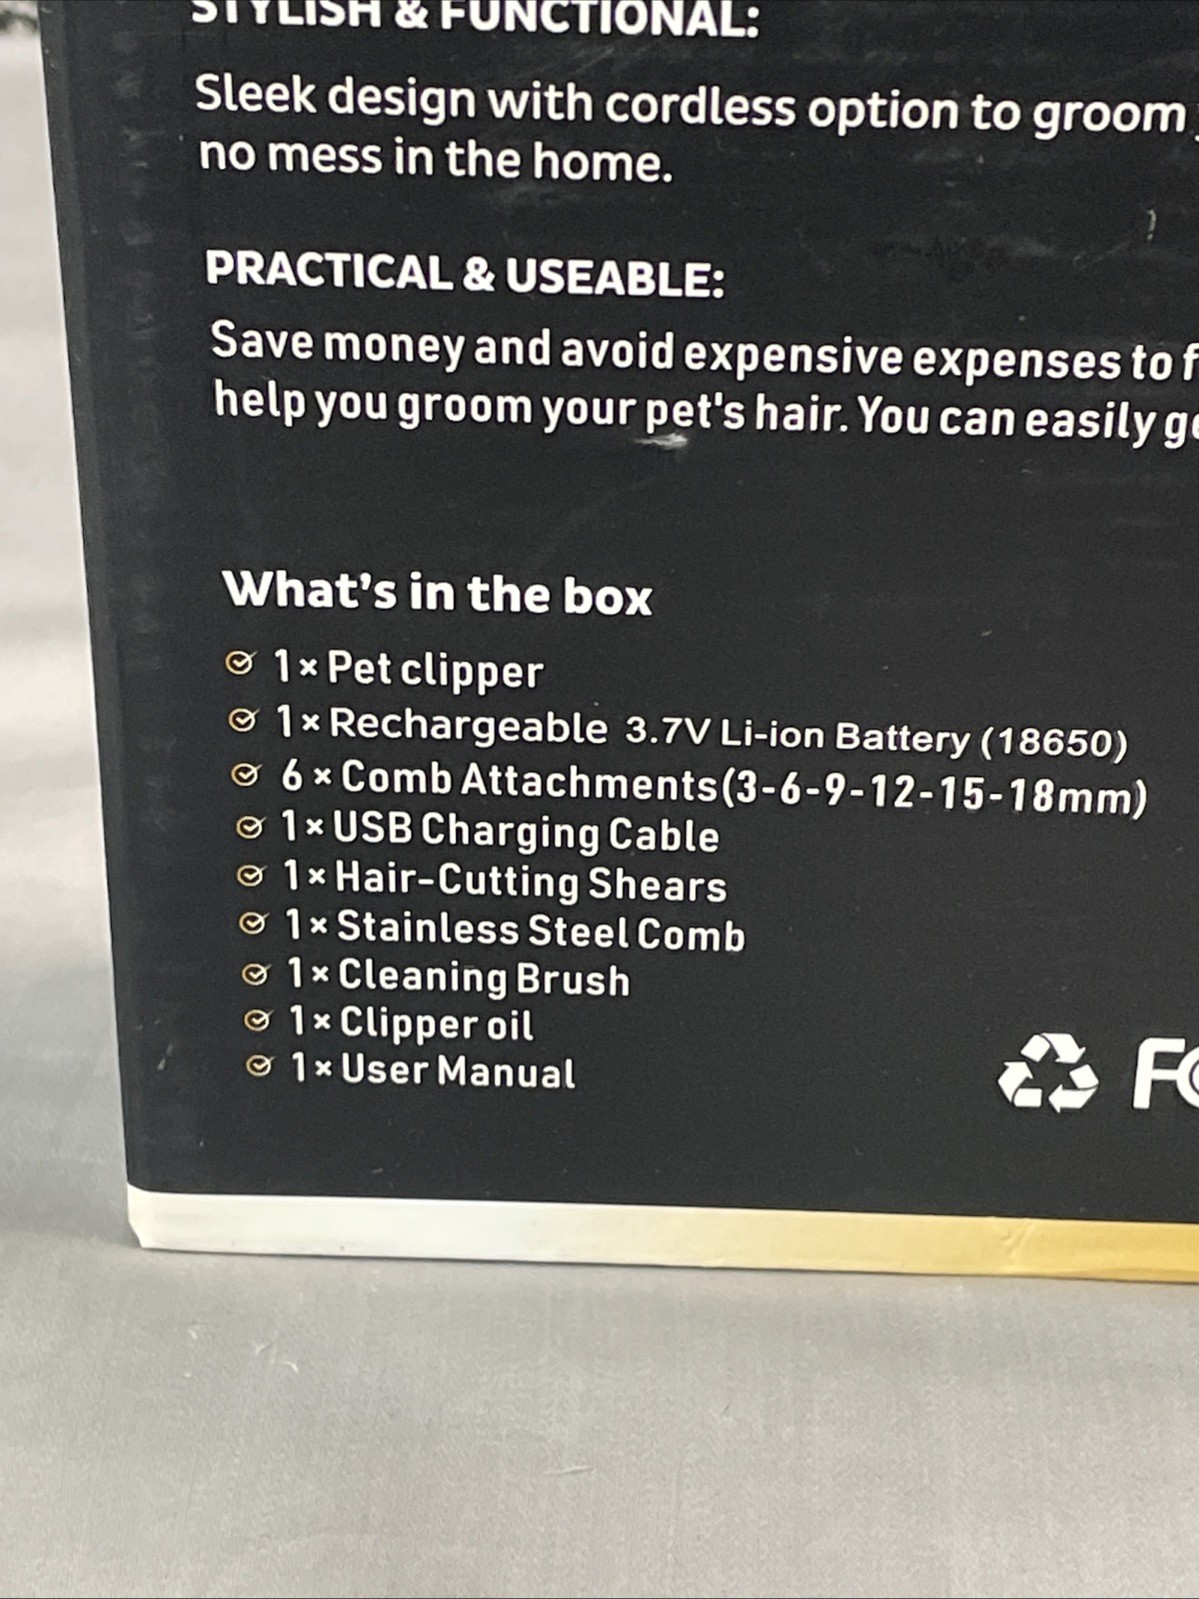 STYLISH & FUNCTIONAL:
Sleek design with cordless option to groom
no mess in the home.
PRACTICAL & USEABLE:
Save money and avoid expensive expenses to
help you groom your pet's hair. You can easily
What's in the box
1 × Pet clipper
1 × Rechargeable 3.7V Li-ion Battery (18650)
6 × Comb Attachments(3-6-9-12-15-18mm)
1 × USB Charging Cable
1 × Hair-Cutting Shears
1 × Stainless Steel Comb
1 × Cleaning Brush
1 × Clipper oil
1 × User Manual